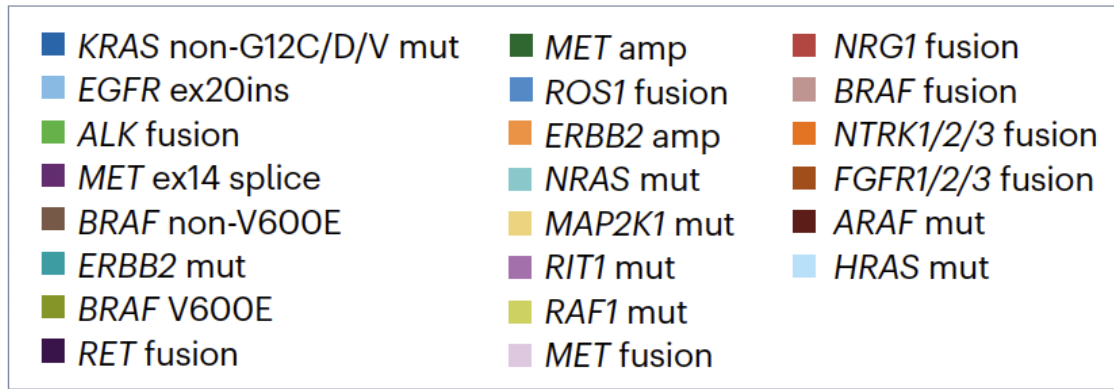 KRAS non-G12C/D/V mut
EGFR ex20ins
ALK fusion
MET ex14 splice
BRAF non-V600E
ERBB2 mut
BRAF V600E
RET fusion
MET amp
ROS1 fusion
ERBB2 amp
NRAS mut
MAP2K1 mut
RIT1 mut
RAF1 mut
MET fusion
NRG1 fusion
BRAF fusion
NTRK1/2/3 fusion
FGFR1/2/3 fusion
ARAF mut
HRAS mut